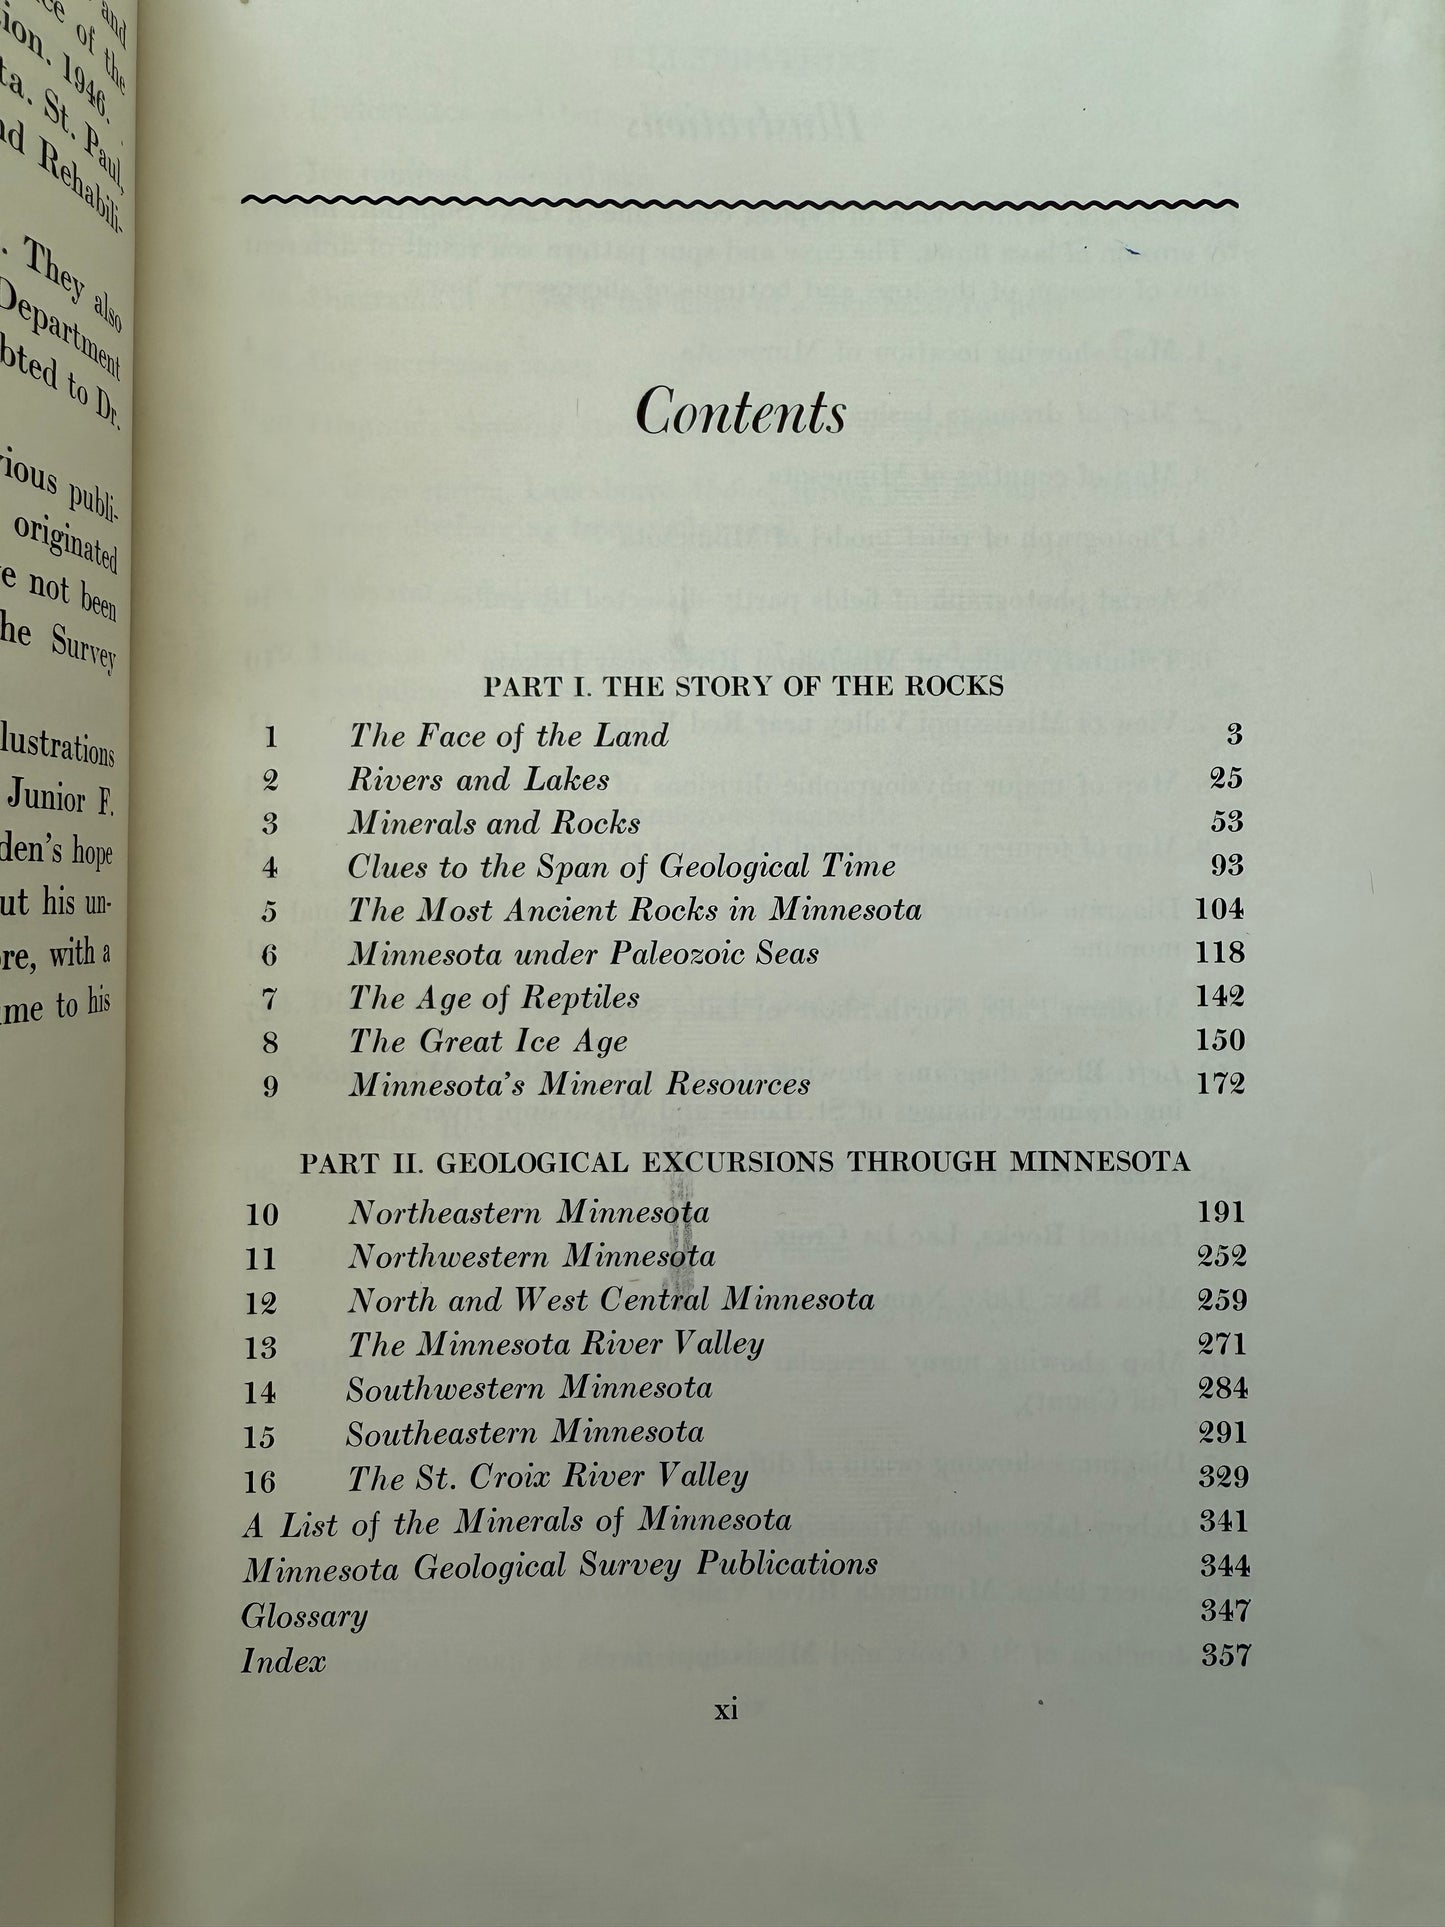 and
ce of the
ion. 1946.
ta. St. Paul,
nd Rehabili-
. They also
Department
bted to Dr.
vious publi-
originated
e not been
he Survey
lustrations
Junior F.
den's hope
ut his un-
re, with a
me to his
Contents
PART I. THE STORY OF THE ROCKS
1 The Face of the Land 3
2 Rivers and Lakes 25
3 Minerals and Rocks 53
4 Clues to the Span of Geological Time 93
5 The Most Ancient Rocks in Minnesota 104
6 Minnesota under Paleozoic Seas 118
7 The Age of Reptiles 142
8 The Great Ice Age 150
9 Minnesota's Mineral Resources 172
PART II. GEOLOGICAL EXCURSIONS THROUGH MINNESOTA
10 Northeastern Minnesota 191
11 Northwestern Minnesota 252
12 North and West Central Minnesota 259
13 The Minnesota River Valley 271
14 Southwestern Minnesota 284
15 Southeastern Minnesota 291
16 The St. Croix River Valley 329
A List of the Minerals of Minnesota 341
Minnesota Geological Survey Publications 344
Glossary 347
Index 357
xi